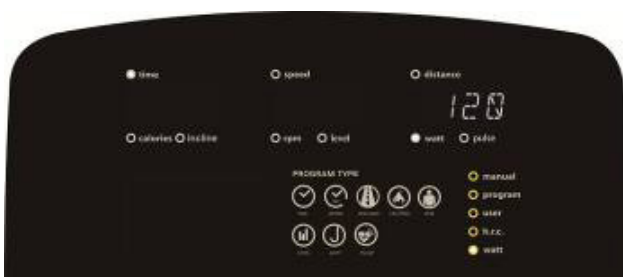 time speed distance
120
calories incline rpm level watt pulse
PROGRAM TYPE
manual
program
user
h.r.c.
watt